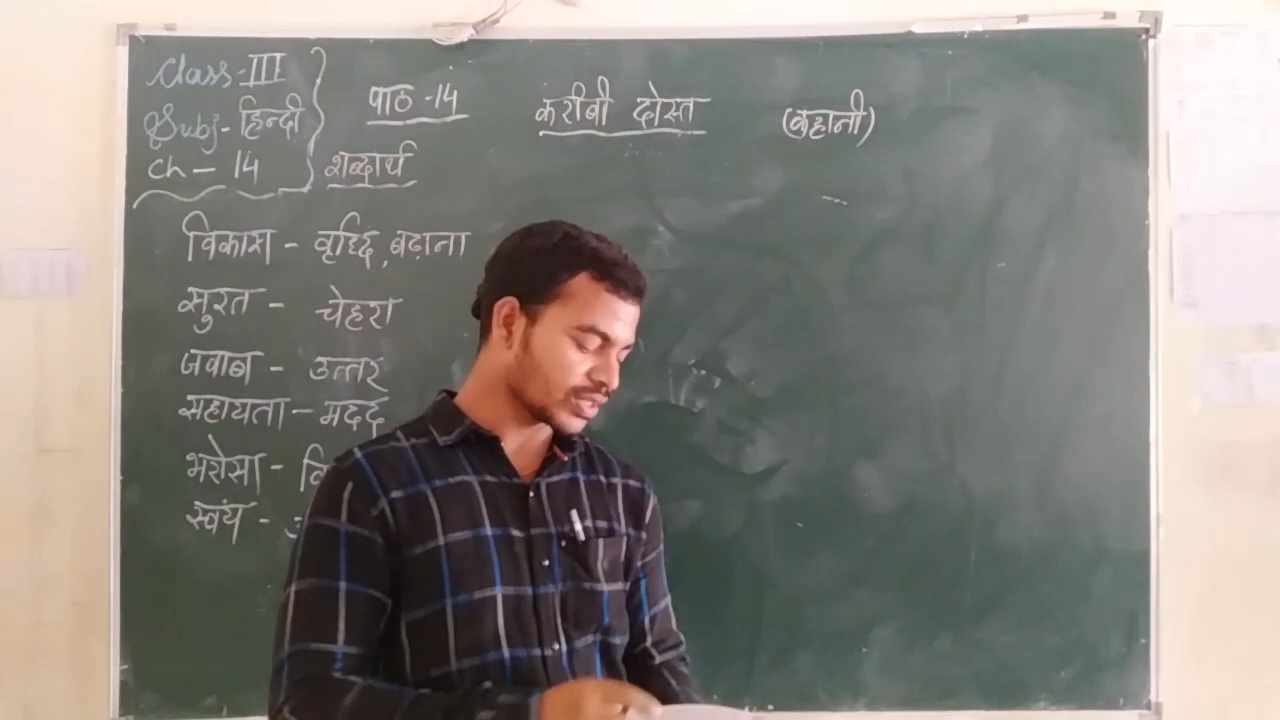 Class-III
Subj- हिन्दी
Ch - 14
पाठ -14 करीबी दोस्त (कहानी)
शब्दार्थ
विकास - वृध्दि, बढ़ाना
सुरत - चेहरा
जवाब - उत्तर
सहायता - मदद
भरोसा -
स्वयं -